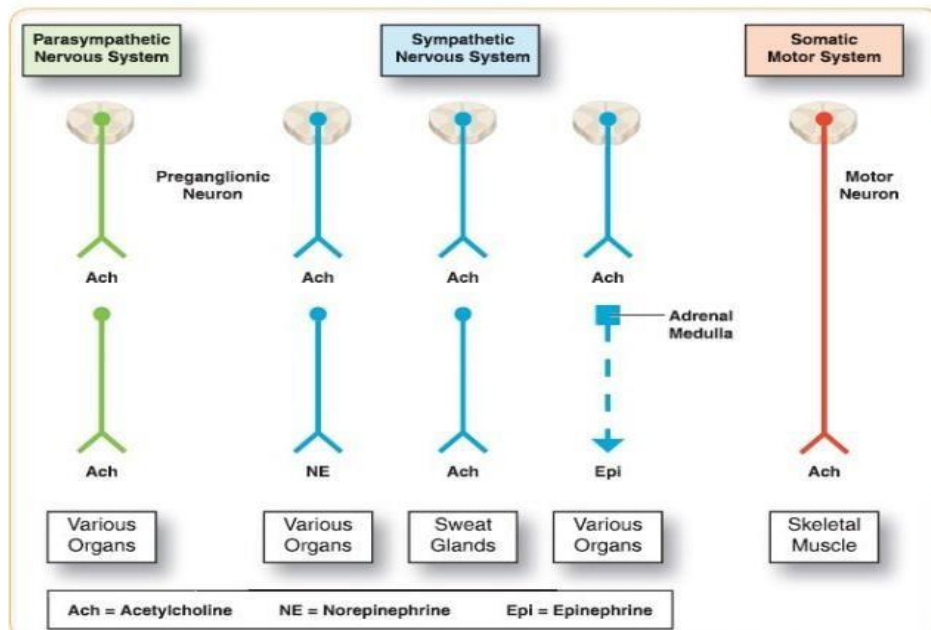 Parasympathetic
Nervous System
Sympathetic
Nervous System
Somatic
Motor System
Preganglionic
Neuron
Motor
Neuron
Ach
Ach
Ach
Ach
Adrenal
Medulla
Ach
NE
Ach
Epi
Ach
Various
Organs
Various
Organs
Sweat
Glands
Various
Organs
Skeletal
Muscle
Ach = Acetylcholine NE = Norepinephrine Epi = Epinephrine